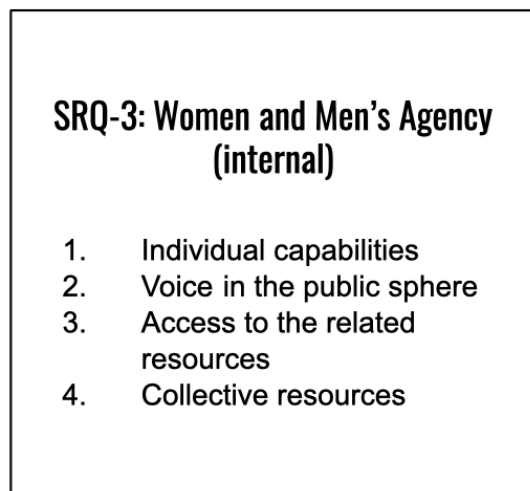 SRQ-3: Women and Men's Agency
(internal)
1. Individual capabilities
2. Voice in the public sphere
3. Access to the related
resources
4. Collective resources